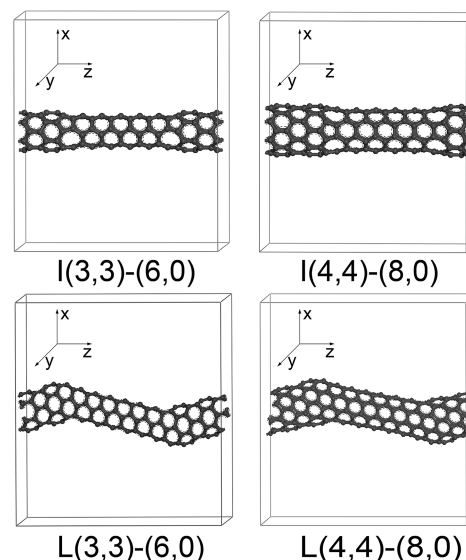 x
z
y
x
z
y
I(3,3)-(6,0)
I(4,4)-(8,0)
x
z
y
x
z
y
L(3,3)-(6,0)
L(4,4)-(8,0)